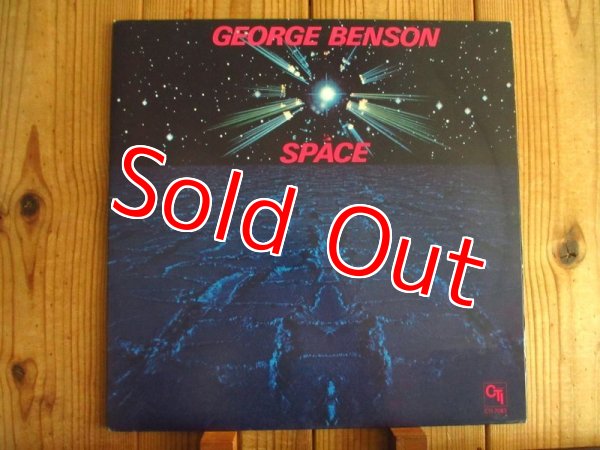 GEORGE BENSON
SPACE
Sold Out
CTI